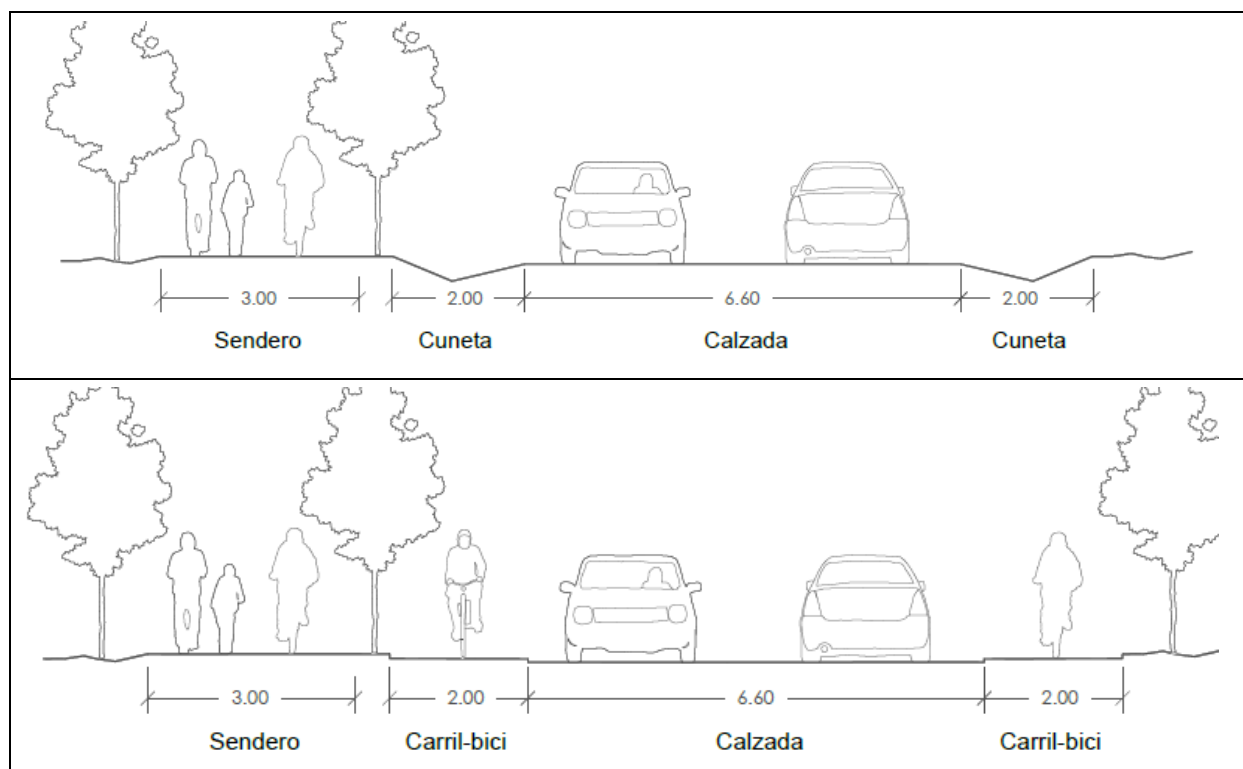 3.00 2.00 6.60 2.00
Sendero Cuneta Calzada Cuneta
3.00 2.00 6.60 2.00
Sendero Carril-bici Calzada Carril-bici